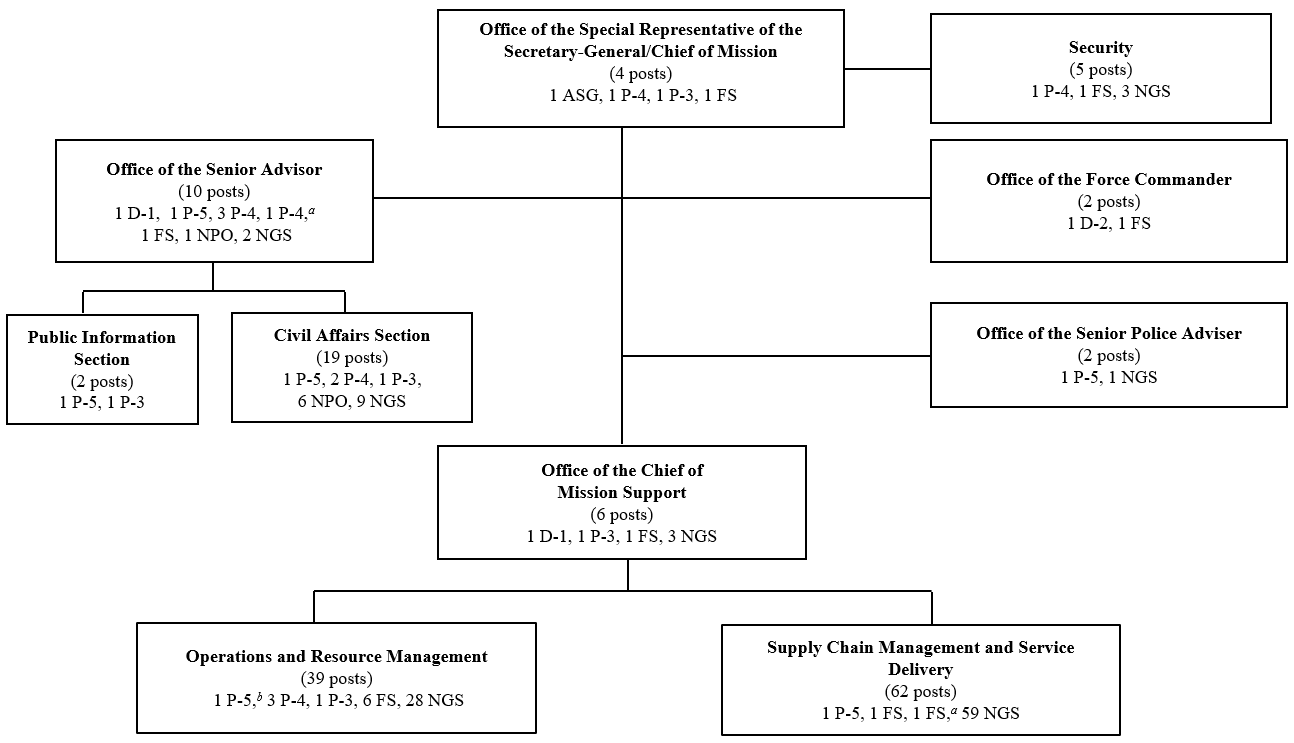 Office of the Special Representative of the
Secretary-General/Chief of Mission
(4 posts)
1 ASG, 1 P-4, 1 P-3, 1 FS
Security
(5 posts)
1 P-4, 1 FS, 3 NGS
Office of the Senior Advisor
(10 posts)
1 D-1, 1 P-5, 3 P-4, 1 P-4,a
1 FS, 1 NPO, 2 NGS
Office of the Force Commander
(2 posts)
1 D-2, 1 FS
Public Information
Section
(2 posts)
1 P-5, 1 P-3
Civil Affairs Section
(19 posts)
1 P-5, 2 P-4, 1 P-3,
6 NPO, 9 NGS
Office of the Senior Police Adviser
(2 posts)
1 P-5, 1 NGS
Office of the Chief of
Mission Support
(6 posts)
1 D-1, 1 P-3, 1 FS, 3 NGS
Operations and Resource Management
(39 posts)
1 P-5,b 3 P-4, 1 P-3, 6 FS, 28 NGS
Supply Chain Management and Service
Delivery
(62 posts)
1 P-5, 1 FS, 1 FS,a 59 NGS